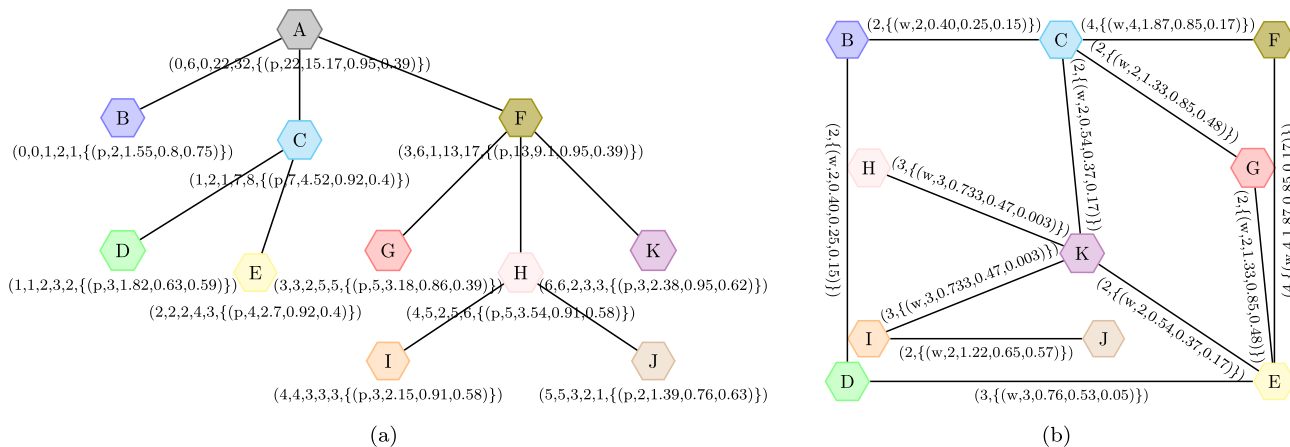 A
(0,6,0,22,32,{(p,22,15.17,0.95,0.39)})
B
(0,0,1,2,1,{(p,2,1.55,0.8,0.75)})
C
(1,2,1,7,8,{(p,7,4.52,0.92,0.4)})
F
(3,6,1,13,17,{(p,13,9.1,0.95,0.39)})
D
(1,1,2,3,2,{(p,3,1.82,0.63,0.59)})
E
(2,2,2,4,3,{(p,4,2.7,0.92,0.4)})
G
(3,3,2,5,5,{(p,5,3.18,0.86,0.39)})
H
(4,5,2,5,6,{(p,5,3.54,0.91,0.58)})
K
(6,6,2,3,3,{(p,3,2.38,0.95,0.62)})
I
(4,4,3,3,3,{(p,3,2.15,0.91,0.58)})
J
(5,5,3,2,1,{(p,2,1.39,0.76,0.63)})
(a)
B
(2,{(w,2,0.40,0.25,0.15)})
C
(4,{(w,4,1.87,0.85,0.17)})
F
(2,{(w,2,1.33,0.85,0.48)})
(2,{(w,2,0.54,0.37,0.17)})
(2,{(w,2,0.40,0.25,0.15)})
H
(3,{(w,3,0.733,0.47,0.003)})
G
(4,{(w,4,1.87,0.85,0.17)})
(2,{(w,2,1.33,0.85,0.48)})
K
(3,{(w,3,0.733,0.47,0.003)})
(2,{(w,2,0.54,0.37,0.17)})
I
(2,{(w,2,1.22,0.65,0.57)})
J
D
(3,{(w,3,0.76,0.53,0.05)})
E
(b)